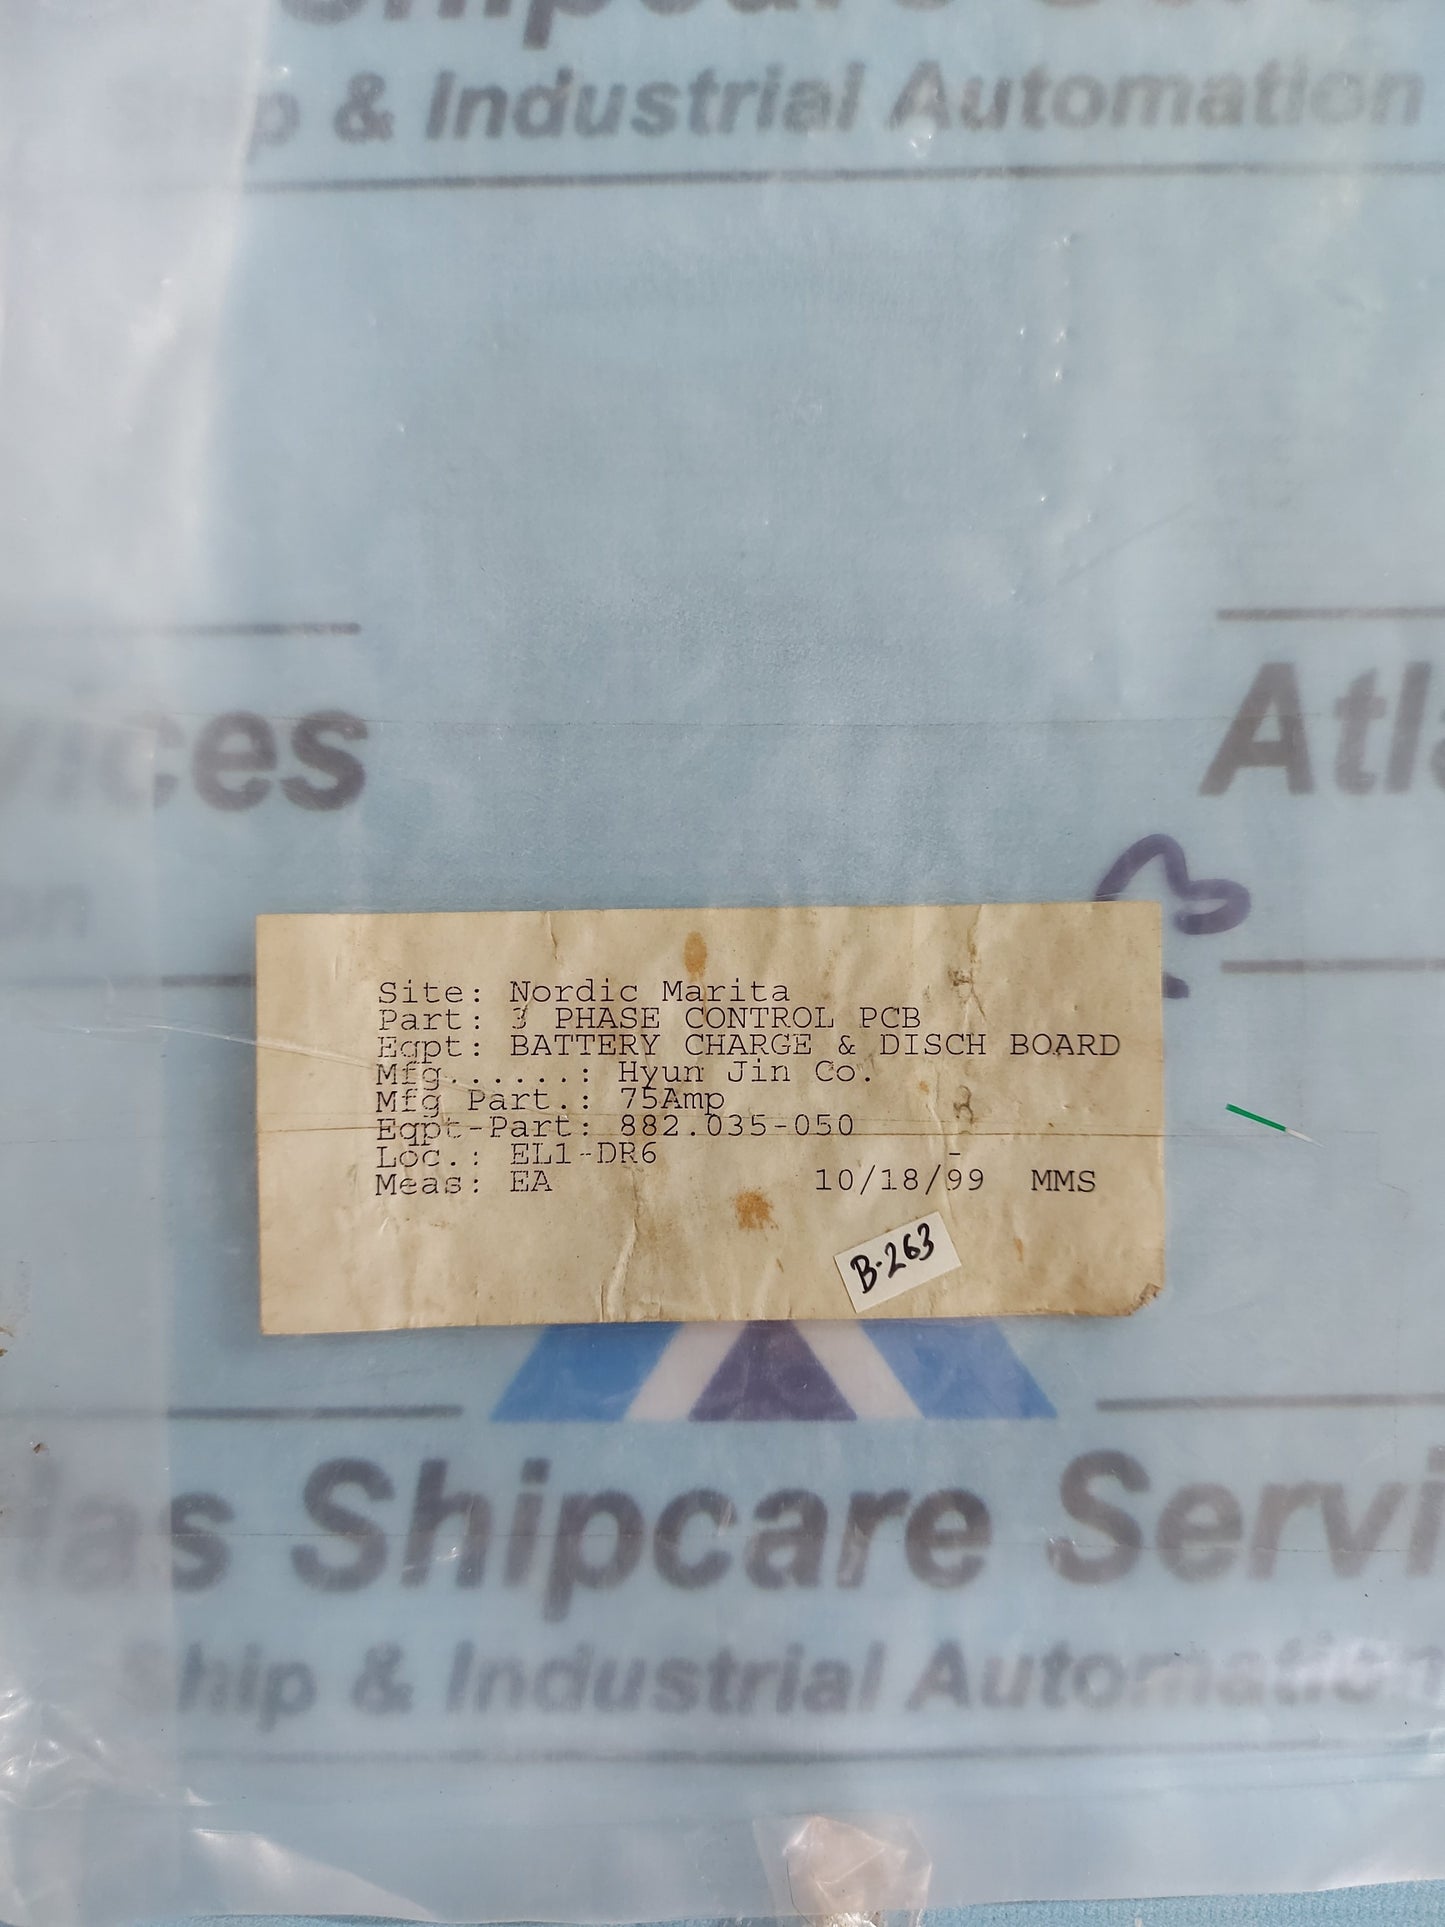 & Industrial Automation
ces
Atl
Site: Nordic Marita
Part: 3 PHASE CONTROL PCB
Eqpt: BATTERY CHARGE & DISCH BOARD
Mfg......: Hyun Jin Co.
Mfg Part.: 75Amp
Eqpt-Part: 882.035-050
Loc.: EL1-DR6
Meas: EA 10/18/99 MMS
B-263
las Shipcare Servi
Ship & Industrial Automation